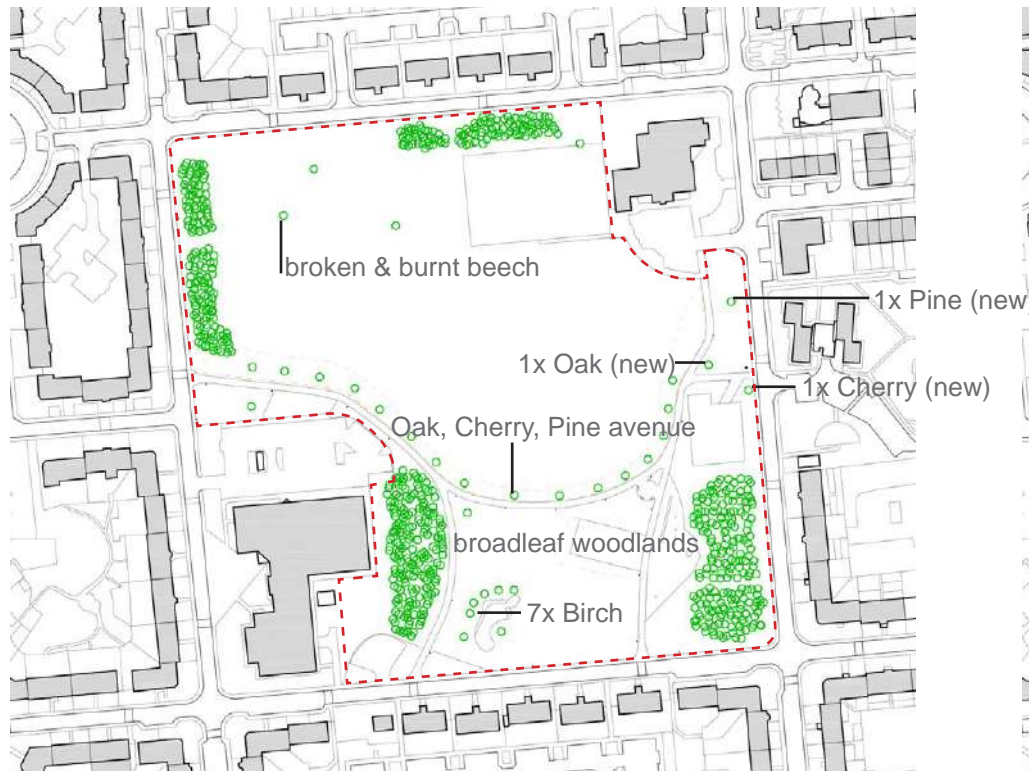 broken & burnt beech
1x Pine (new)
1x Oak (new)
1x Cherry (new)
Oak, Cherry, Pine avenue
broadleaf woodlands
7x Birch